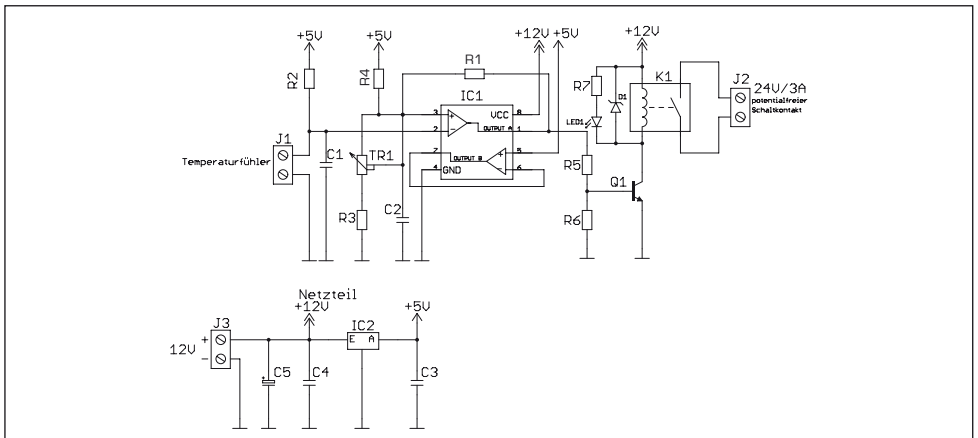 +5V
+5V
+12V
+5V
+12V
R2
R4
R1
R7
D1
K1
J2
24V/3A
potentialfreier
Schaltkontakt
IC1
3
+
VCC
8
2
-
OUTPUT A
1
LED1
J1
Temperaturfühler
C1
TR1
7
OUTPUT B
+
5
4
GND
-
6
R5
Q1
R3
C2
R6
Netzteil
+12V
+5V
J3
IC2
+
E A
12V
-
C5
C4
C3
+